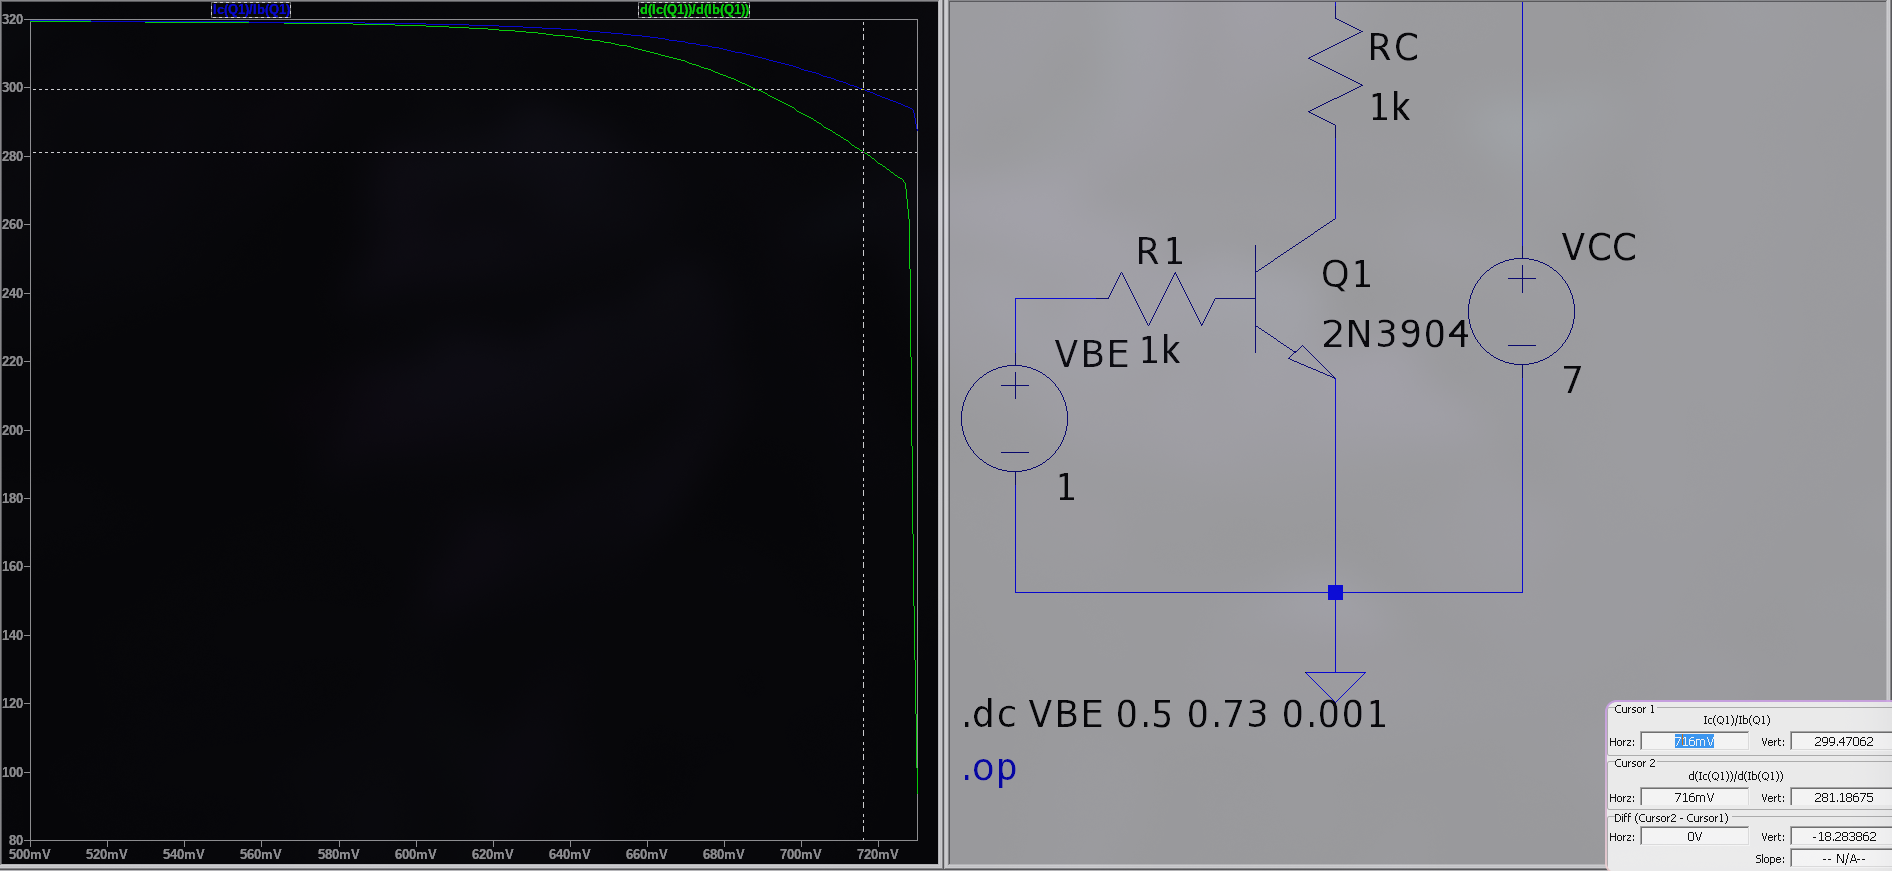 Ic(Q1)/Ib(Q1)
d(Ic(Q1))/d(Ib(Q1))
320
300
280
260
240
220
200
180
160
140
120
100
80
500mV 520mV 540mV 560mV 580mV 600mV 620mV 640mV 660mV 680mV 700mV 720mV
RC
1k
R1
1k
VBE
1
Q1
2N3904
VCC
7
.dc VBE 0.5 0.73 0.001
.op
Cursor 1
Ic(Q1)/Ib(Q1)
Horz: 716mV Vert: 299.47062
Cursor 2
d(Ic(Q1))/d(Ib(Q1))
Horz: 716mV Vert: 281.18675
Diff (Cursor2 - Cursor1)
Horz: 0V Vert: -18.283862
Slope: -- N/A--